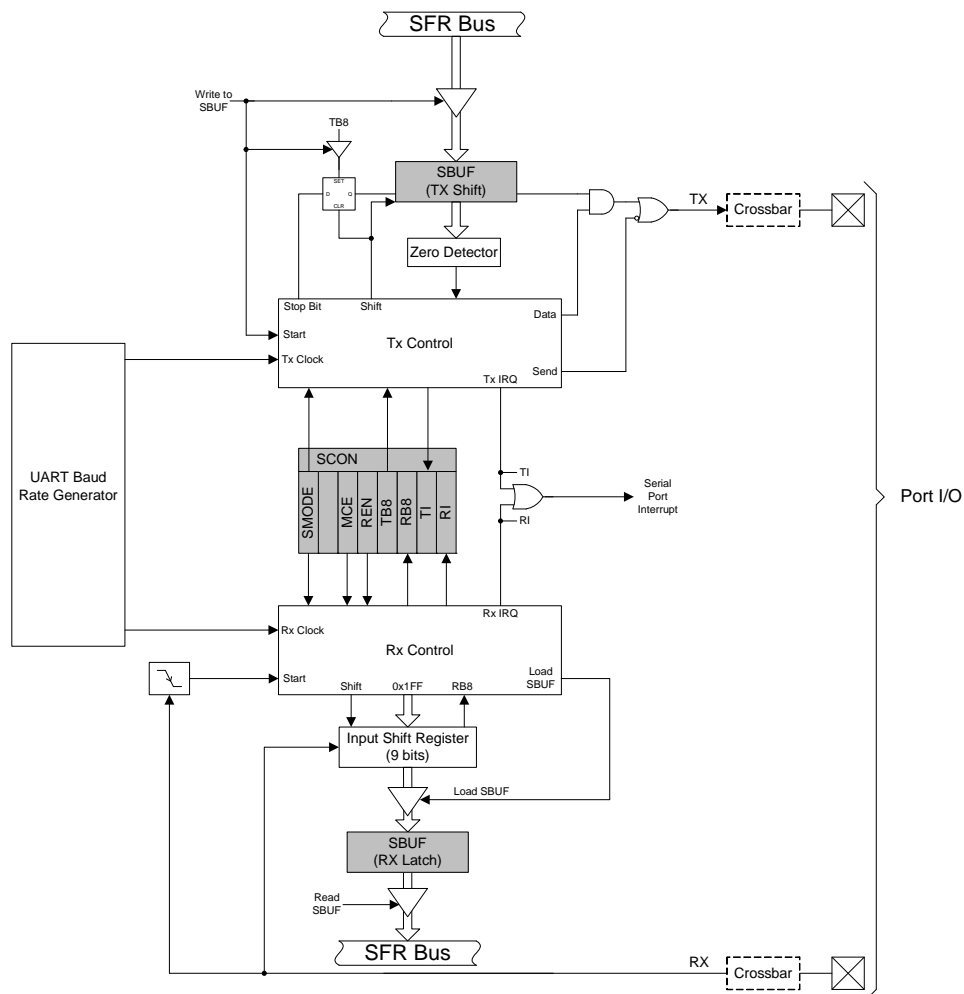 SFR Bus
Write to
SBUF
TB8
SET
D
Q
CLR
SBUF
(TX Shift)
Zero Detector
TX
Crossbar
Stop Bit
Shift
Start
Tx Clock
Tx Control
Data
Send
Tx IRQ
UART Baud
Rate Generator
SCON
SMODE
MCE
REN
TB8
RB8
TI
RI
TI
RI
Serial
Port
Interrupt
Port I/O
Rx IRQ
Rx Clock
Rx Control
Start
Load
SBUF
Shift
0x1FF
RB8
Input Shift Register
(9 bits)
Load SBUF
SBUF
(RX Latch)
Read
SBUF
SFR Bus
RX
Crossbar